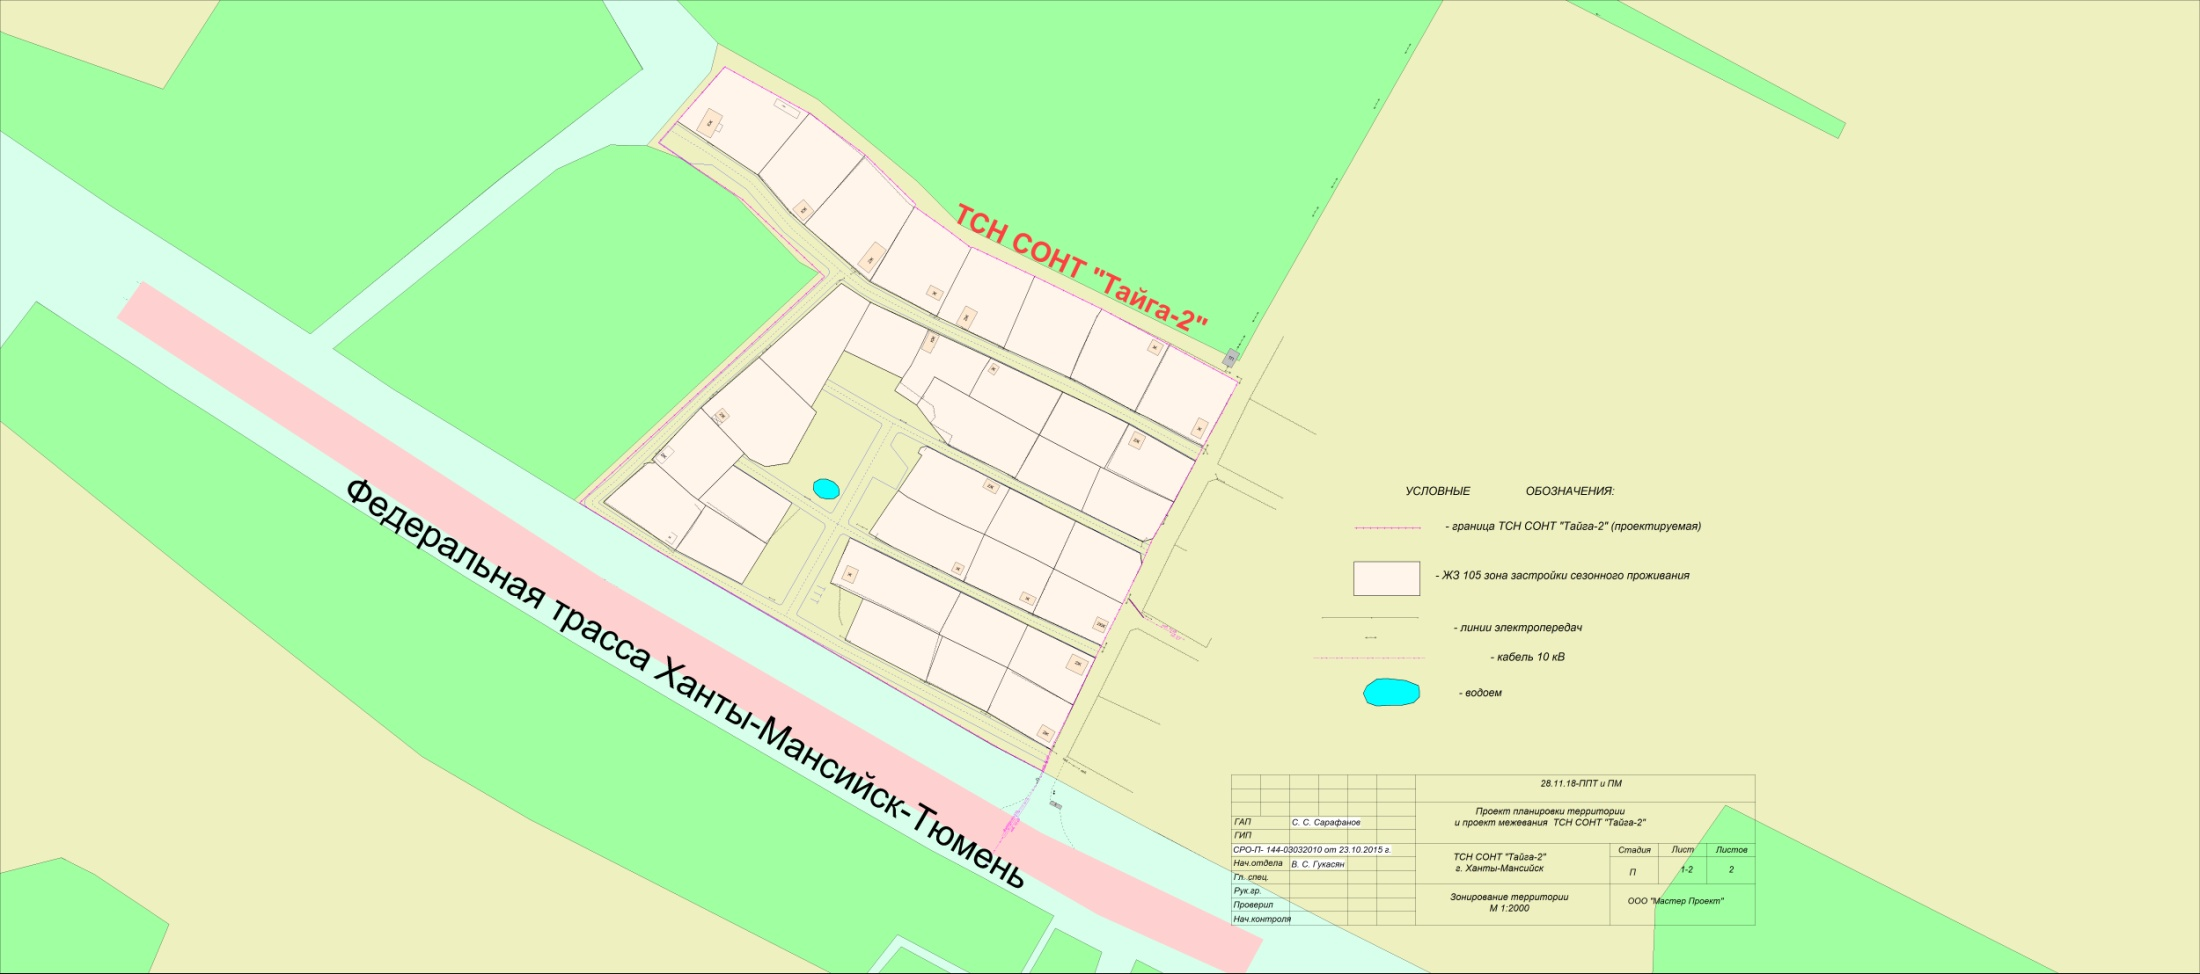 ТСН СОНТ "Тайга-2"
Федеральная трасса Ханты-Мансийск-Тюмень
УСЛОВНЫЕ ОБОЗНАЧЕНИЯ:
- граница ТСН СОНТ "Тайга-2" (проектируемая)
- ЖЗ 105 зона застройки сезонного проживания
- линии электропередач
- кабель 10 кВ
- водоем
28.11.18-ППТ и ПМ
Проект планировки территории
и проект межевания ТСН СОНТ "Тайга-2"
ГАП С. С. Сарафанов
ГИП
СРО-П- 144-03032010 от 23.10.2015 г.
Нач.отдела В. С. Гукасян
Гл. спец.
Рук.гр.
Проверил
Нач.контроля
ТСН СОНТ "Тайга-2"
г. Ханты-Мансийск
Стадия Лист Листов
П 1-2 2
Зонирование территории
М 1:2000
ООО "Мастер Проект"